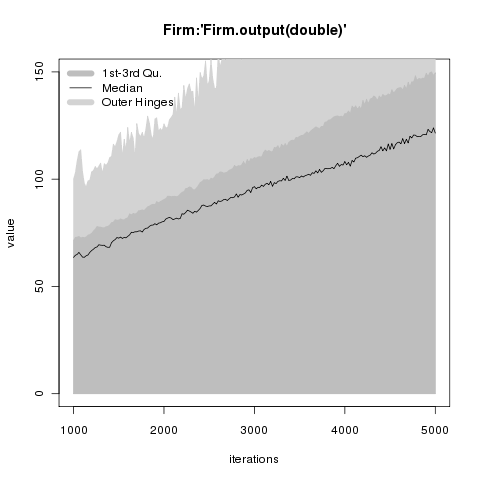 Firm:'Firm.output(double)'
1st-3rd Qu.
Median
Outer Hinges
150
100
50
0
value
1000 2000 3000 4000 5000
iterations